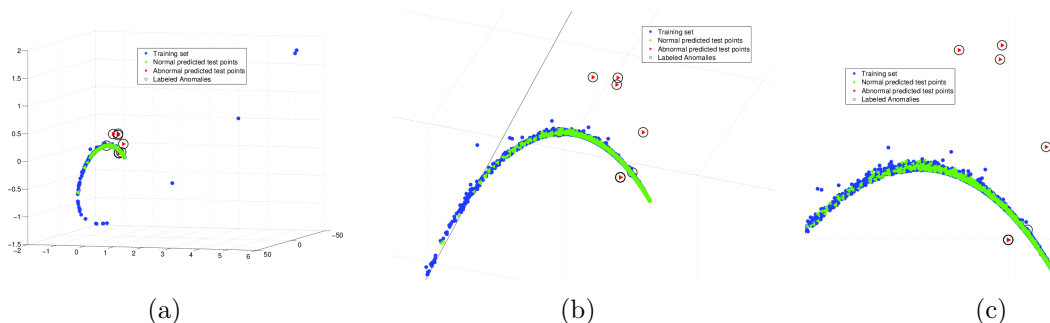 2
1.5
1
0.5
0
−0.5
−1
−1.5
−2
−1
0
1
2
3
4
5
6
50
0
−50
Training set
Normal predicted test points
Abnormal predicted test points
Labeled Anomalies
(a)
Training set
Normal predicted test points
Abnormal predicted test points
Labeled Anomalies
(b)
Training set
Normal predicted test points
Abnormal predicted test points
Labeled Anomalies
(c)